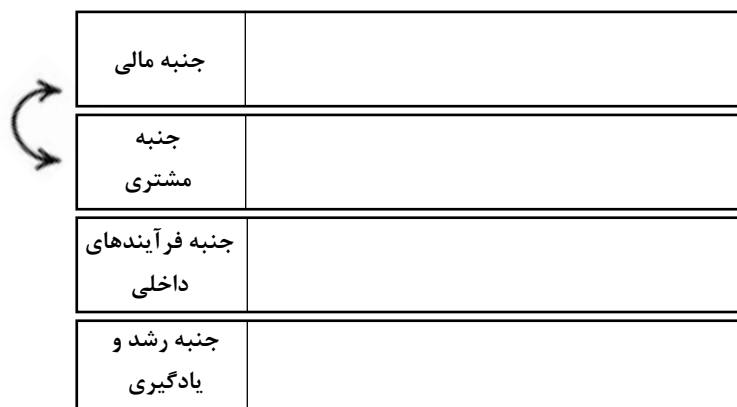 جنبه مالی
جنبه
مشتری
جنبه فرآیندهای
داخلی
جنبه رشد و
یادگیری